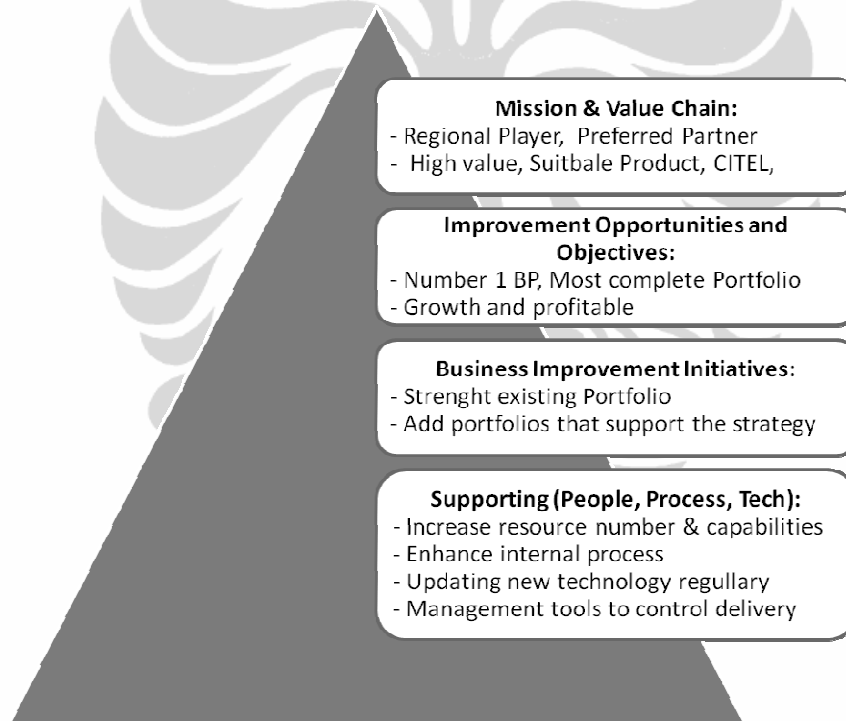 Mission & Value Chain:
- Regional Player, Preferred Partner
- High value, Suitbale Product, CITEL,
Improvement Opportunities and
Objectives:
- Number 1 BP, Most complete Portfolio
- Growth and profitable
Business Improvement Initiatives:
- Strenght existing Portfolio
- Add portfolios that support the strategy
Supporting (People, Process, Tech):
- Increase resource number & capabilities
- Enhance internal process
- Updating new technology regullary
- Management tools to control delivery